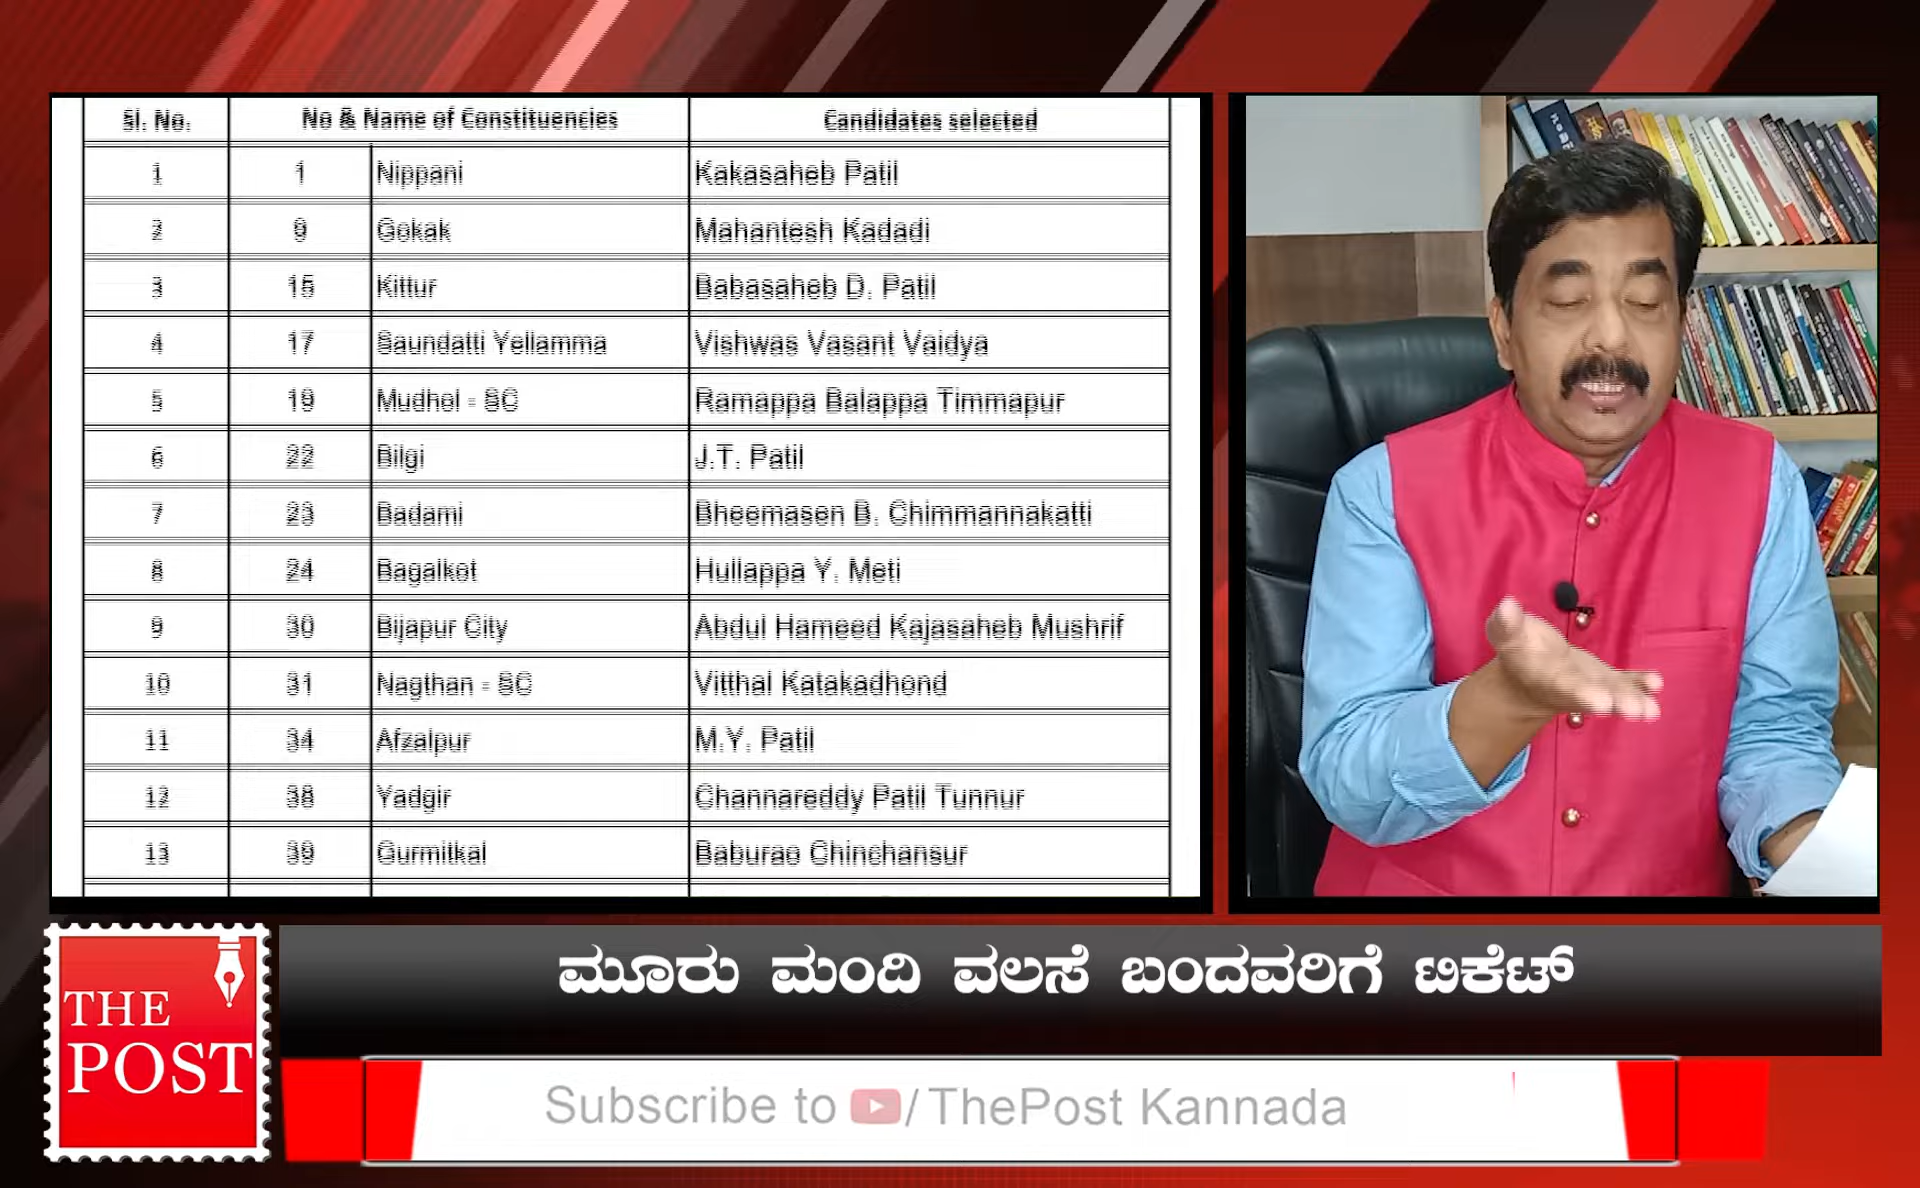 Sl. No. No & Name of Constituencies Candidates selected
1 1 Nippani Kakasaheb Patil
2 9 Gokak Mahantesh Kadadi
3 15 Kittur Babasaheb D. Patil
4 17 Saundatti Yellamma Vishwas Vasant Vaidya
5 19 Mudhol - SC Ramappa Balappa Timmapur
6 22 Bilgi J.T. Patil
7 23 Badami Bheemasen B. Chimmannakatti
8 24 Bagalkot Hullappa Y. Meti
9 30 Bijapur City Abdul Hameed Kajasaheb Mushrif
10 31 Nagthan - SC Vitthal Katakadhond
11 34 Afzalpur M.Y. Patil
12 38 Yadgir Channareddy Patil Tunnur
13 39 Gurmitkal Baburao Chinchansur
ಮೂರು ಮಂದಿ ವಲಸೆ ಬಂದವರಿಗೆ ಟಿಕೆಟ್
THE
POST
Subscribe to / ThePost Kannada